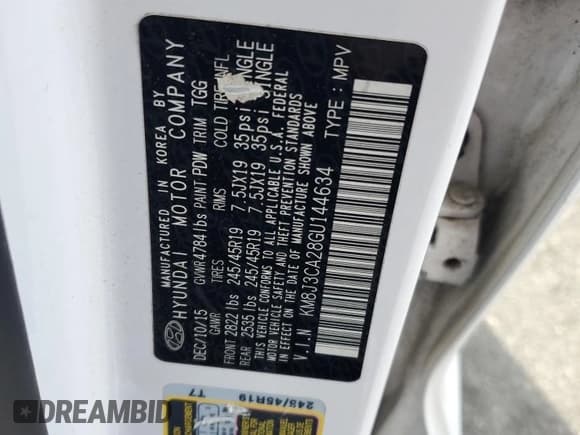 MANUFACTURED IN KOREA BY
HYUNDAI MOTOR COMPANY
DEC/10/15 GVWR 4784 lbs PAINT PDW TRIM TGG
GAWR TIRES RIMS COLD TIRE INFL
FRONT 2822 lbs 245/45R19 7.5JX19 35psi SINGLE
REAR 2535 lbs 245/45R19 7.5JX19 35psi SINGLE
THIS VEHICLE CONFORMS TO ALL APPLICABLE U.S.A. FEDERAL
MOTOR VEHICLE SAFETY AND THEFT PREVENTION STANDARDS
IN EFFECT ON THE DATE OF MANUFACTURE SHOWN ABOVE
V.I.N KM8J3CA28GU144634 TYPE : MPV
245/45R19
T7
DREAMBID